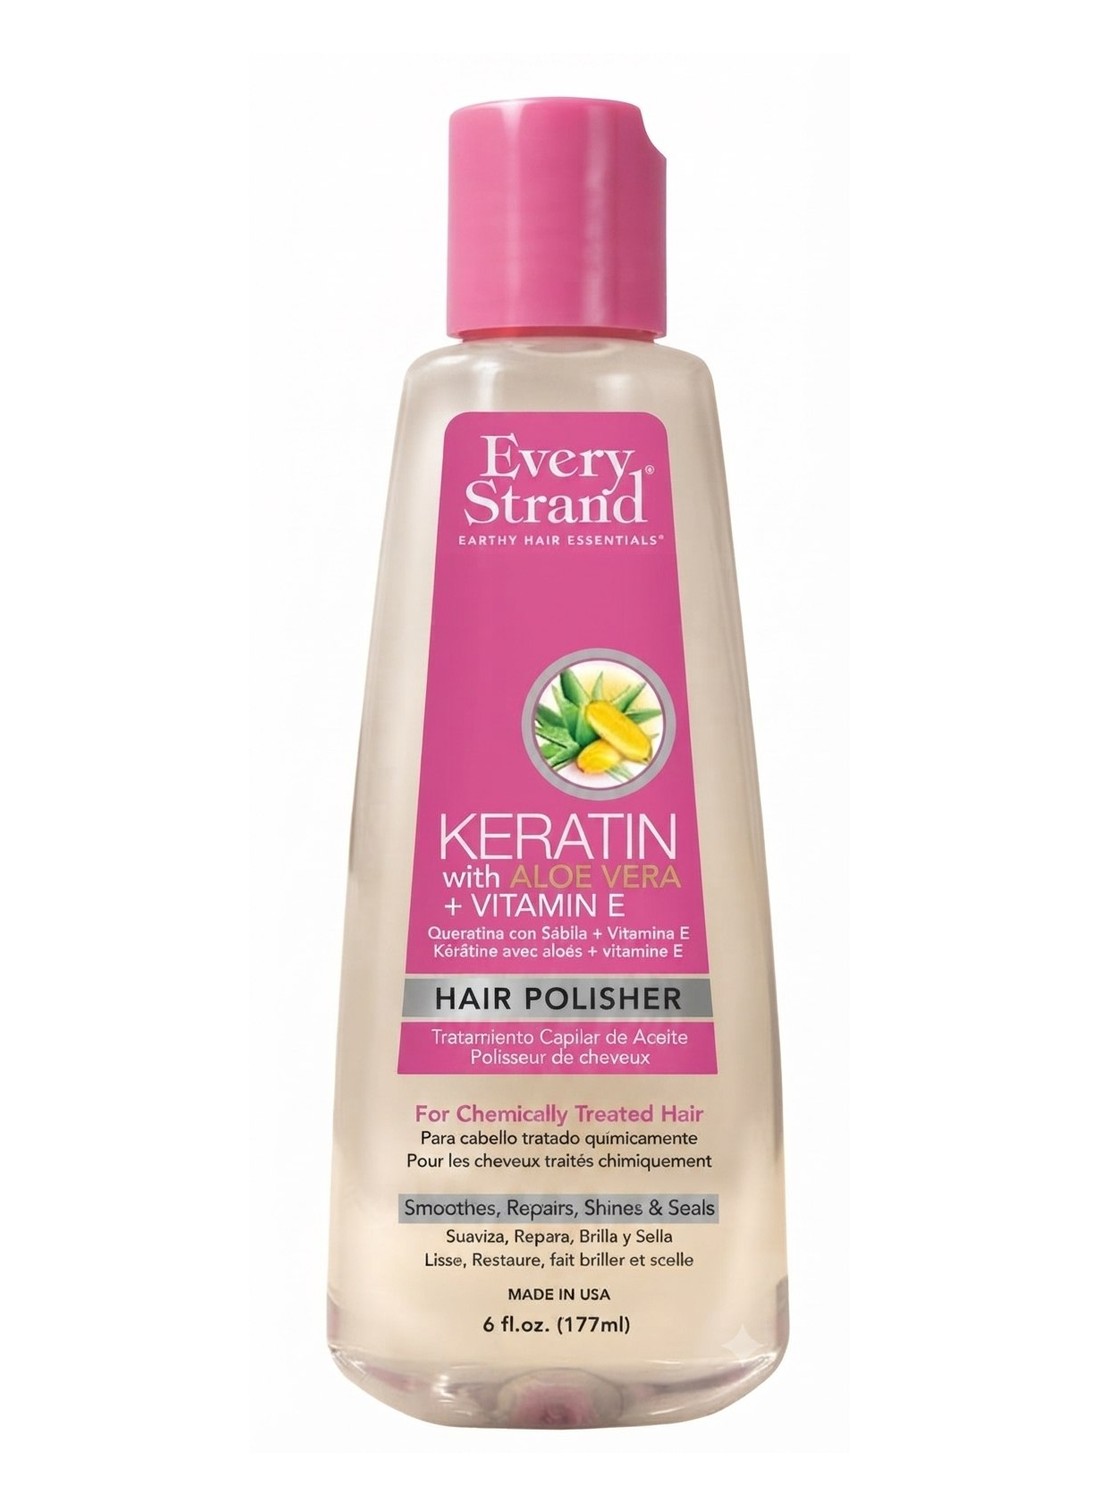 Every
Strand®
EARTHY HAIR ESSENTIALS®
KERATIN
with ALOE VERA
+ VITAMIN E
Queratina con Sábila + Vitamina E
Kérātine avec aloés + vitamine E
HAIR POLISHER
Tratamiento Capilar de Aceite
Polisseur de cheveux
For Chemically Treated Hair
Para cabello tratado químicamente
Pour les cheveux traités chimiquement
Smoothes, Repairs, Shines & Seals
Suaviza, Repara, Brilla y Sella
Lisse, Restaure, fait briller et scelle
MADE IN USA
6 fl.oz. (177ml)